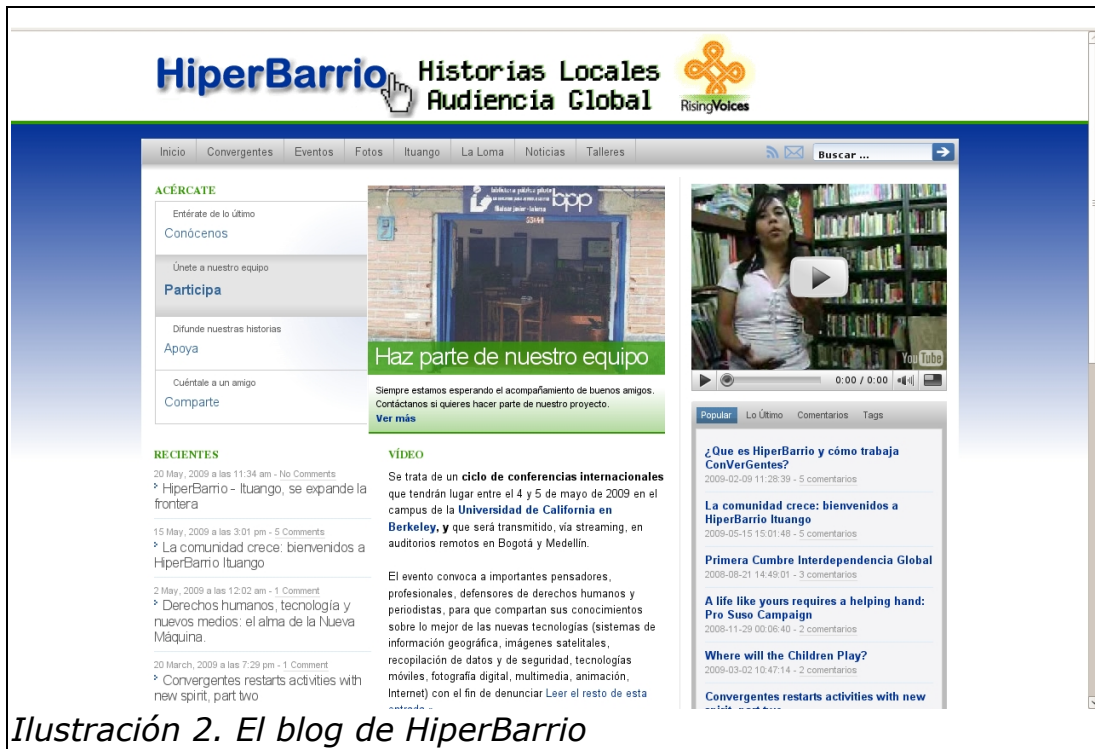 HiperBarrio
Historias Locales
Audiencia Global
RisingVoices
Inicio Convergentes Eventos Fotos Ituango La Loma Noticias Talleres
Buscar ...
ACÉRCATE
Entérate de lo último
Conócenos
Únete a nuestro equipo
Participa
Difunde nuestras historias
Apoya
Cuéntale a un amigo
Comparte
biblioteca pública piloto
bpp
Haz parte de nuestro equipo
Siempre estamos esperando el acompañamiento de buenos amigos.
Contáctanos si quieres hacer parte de nuestro proyecto.
Ver más
YouTube
0:00 / 0:00
RECIENTES
20 May, 2009 a las 11:34 am - No Comments
HiperBarrio - Ituango, se expande la
frontera
15 May, 2009 a las 3:01 pm - 5 Comments
La comunidad crece: bienvenidos a
HiperBarrio Ituango
2 May, 2009 a las 12:02 am - 1 Comment
Derechos humanos, tecnología y
nuevos medios: el alma de la Nueva
Máquina.
20 March, 2009 a las 7:29 pm - 1 Comment
Convergentes restarts activities with
new spirit, part two
VÍDEO
Se trata de un ciclo de conferencias internacionales
que tendrán lugar entre el 4 y 5 de mayo de 2009 en el
campus de la Universidad de California en
Berkeley, y que será transmitido, vía streaming, en
auditorios remotos en Bogotá y Medellín.
El evento convoca a importantes pensadores,
profesionales, defensores de derechos humanos y
periodistas, para que compartan sus conocimientos
sobre lo mejor de las nuevas tecnologías (sistemas de
información geográfica, imágenes satelitales,
recopilación de datos y de seguridad, tecnologías
móviles, fotografía digital, multimedia, animación,
Internet) con el fin de denunciar Leer el resto de esta
entrada »
Popular Lo Último Comentarios Tags
¿Que es HiperBarrio y cómo trabaja
ConVerGentes?
2009-02-09 11:28:39 - 5 comentarios
La comunidad crece: bienvenidos a
HiperBarrio Ituango
2009-05-15 15:01:48 - 5 comentarios
Primera Cumbre Interdependencia Global
2008-08-21 14:49:01 - 3 comentarios
A life like yours requires a helping hand:
Pro Suso Campaign
2008-11-29 00:06:40 - 2 comentarios
Where will the Children Play?
2009-03-02 10:47:14 - 2 comentarios
Convergentes restarts activities with new
spirit, part two
Ilustración 2. El blog de HiperBarrio